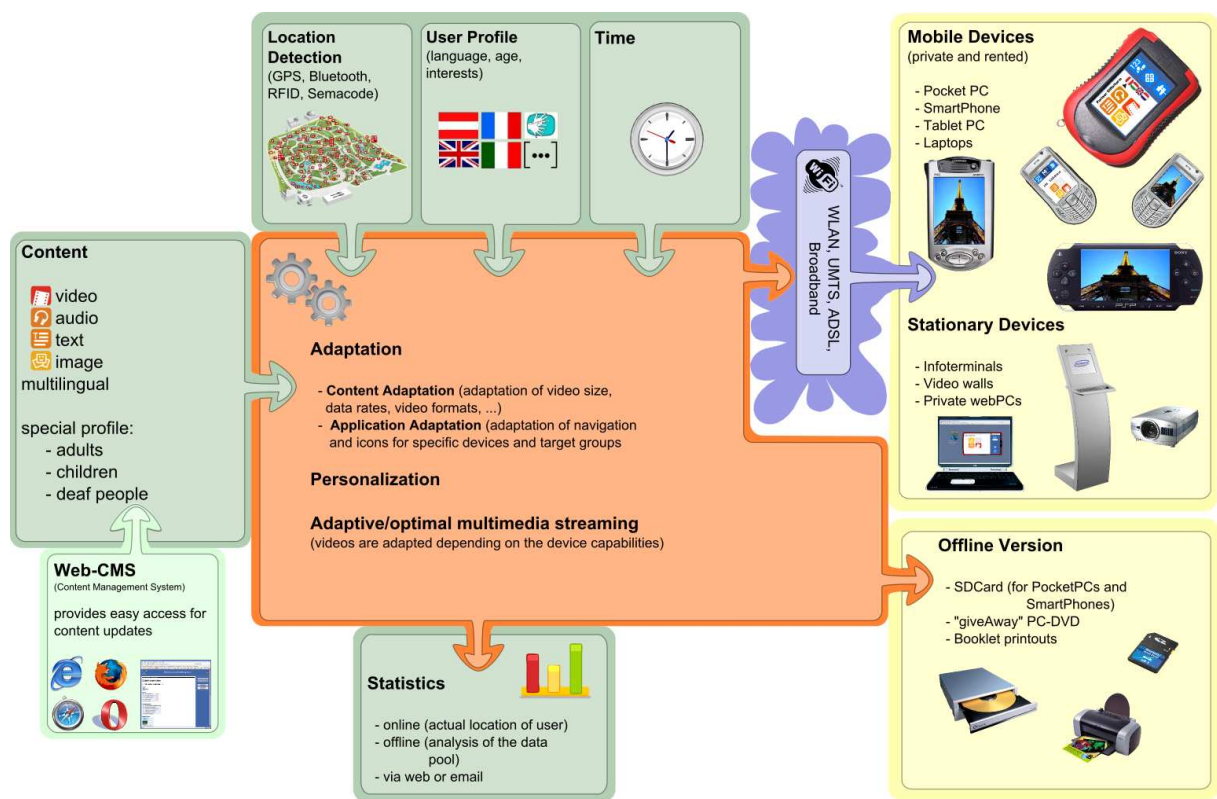 Location
Detection
(GPS, Bluetooth,
RFID, Semacode)
User Profile
(language, age,
interests)
[...]
Time
WiFi
WLAN, UMTS, ADSL,
Broadband
Mobile Devices
(private and rented)
- Pocket PC
- SmartPhone
- Tablet PC
- Laptops
SONY
PSP
Stationary Devices
- Infoterminals
- Video walls
- Private webPCs
Content
video
audio
text
image
multilingual
special profile:
- adults
- children
- deaf people
Adaptation
- Content Adaptation (adaptation of video size,
data rates, video formats, ...)
- Application Adaptation (adaptation of navigation
and icons for specific devices and target groups
Personalization
Adaptive/optimal multimedia streaming
(videos are adapted depending on the device capabilities)
Web-CMS
(Content Management System)
provides easy access for
content updates
Statistics
- online (actual location of user)
- offline (analysis of the data
pool)
- via web or email
Offline Version
- SDCard (for PocketPCs and
SmartPhones)
- "giveAway" PC-DVD
- Booklet printouts